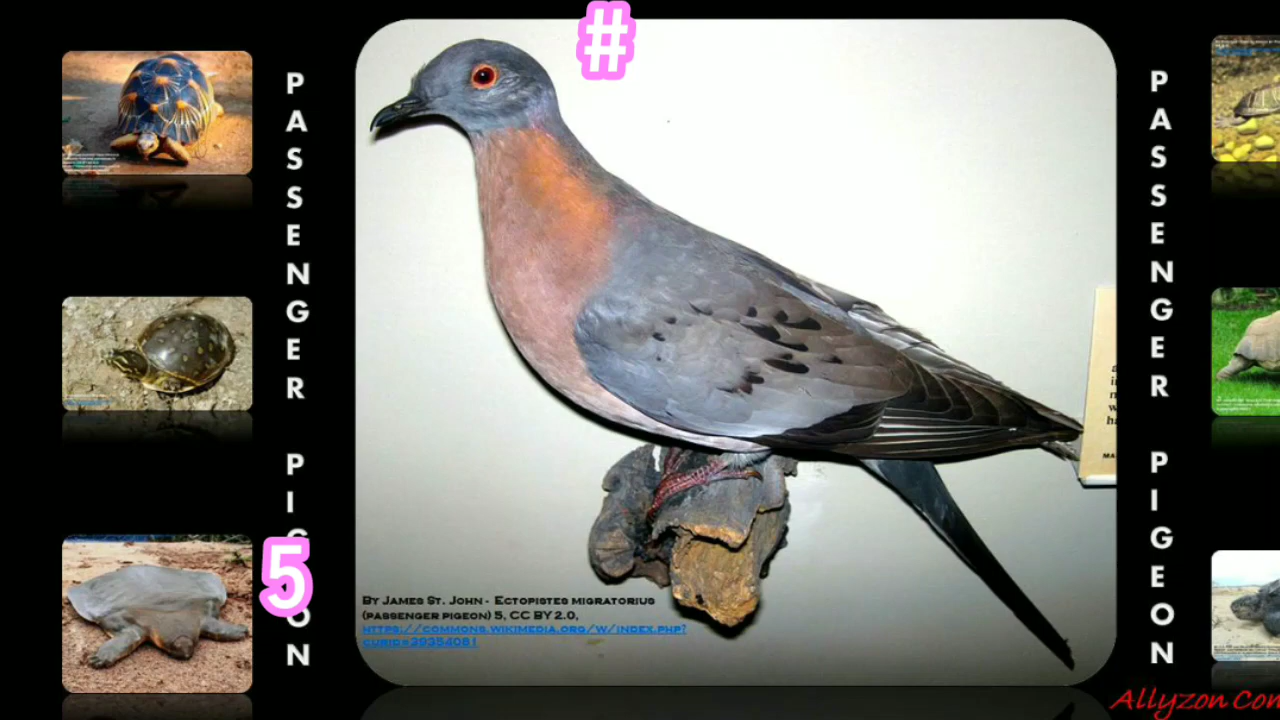 #
PASSENGER PIGEON
PASSENGER PIGEON
5
By James St. John - Ectopistes migratorius
(passenger pigeon) 5, CC BY 2.0,
https://commons.wikimedia.org/w/index.php?
curid=39354081
Allyzon Con